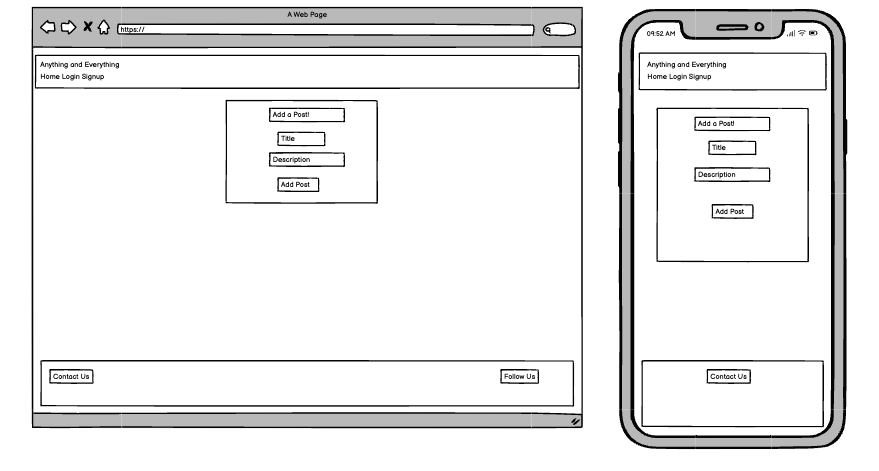 A Web Page
https://
Anything and Everything
Home Login Signup
Add a Post!
Title
Description
Add Post
Contact Us
Follow Us
09:52 AM
Anything and Everything
Home Login Signup
Add a Post!
Title
Description
Add Post
Contact Us